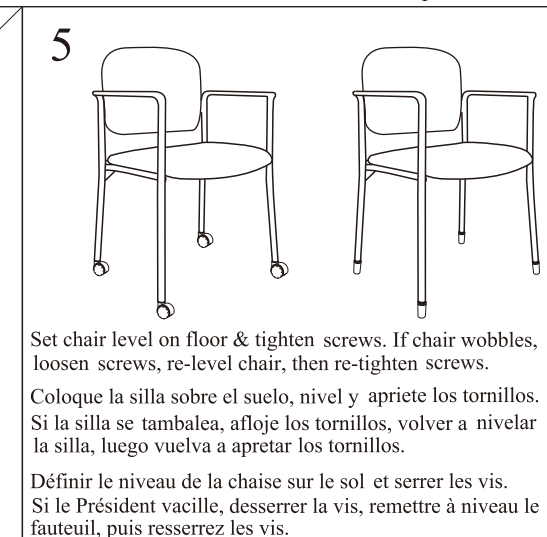 5
Set chair level on floor & tighten screws. If chair wobbles,
loosen screws, re-level chair, then re-tighten screws.
Coloque la silla sobre el suelo, nivel y apriete los tornillos.
Si la silla se tambalea, afloje los tornillos, volver a nivelar
la silla, luego vuelva a apretar los tornillos.
Définir le niveau de la chaise sur le sol et serrer les vis.
Si le Président vacille, desserrer la vis, remettre à niveau le
fauteuil, puis resserrez les vis.